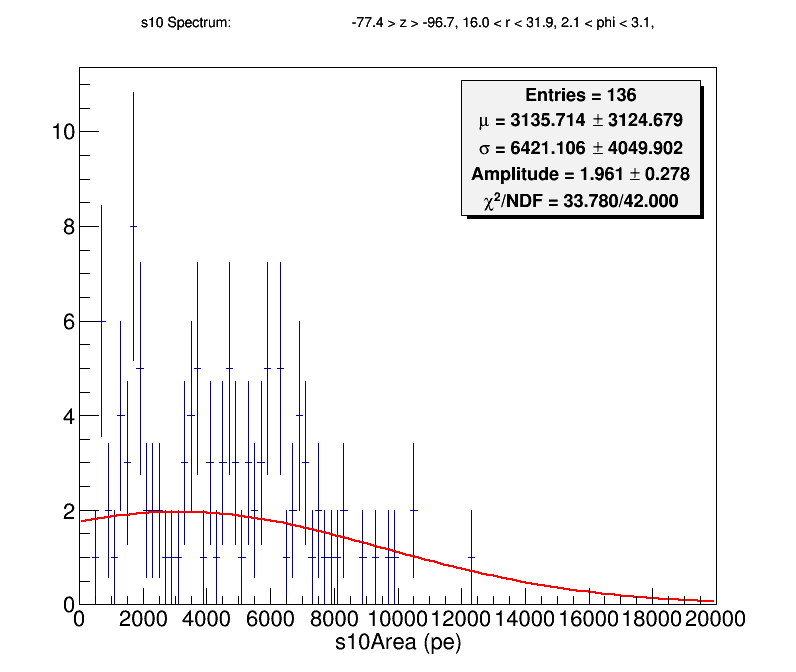 s10 Spectrum: -77.4 > z > -96.7, 16.0 < r < 31.9, 2.1 < phi < 3.1,
Entries = 136
μ = 3135.714 ± 3124.679
σ = 6421.106 ± 4049.902
Amplitude = 1.961 ± 0.278
χ²/NDF = 33.780/42.000
10
8
6
4
2
0
0 2000 4000 6000 8000 10000 12000 14000 16000 18000 20000
s10Area (pe)